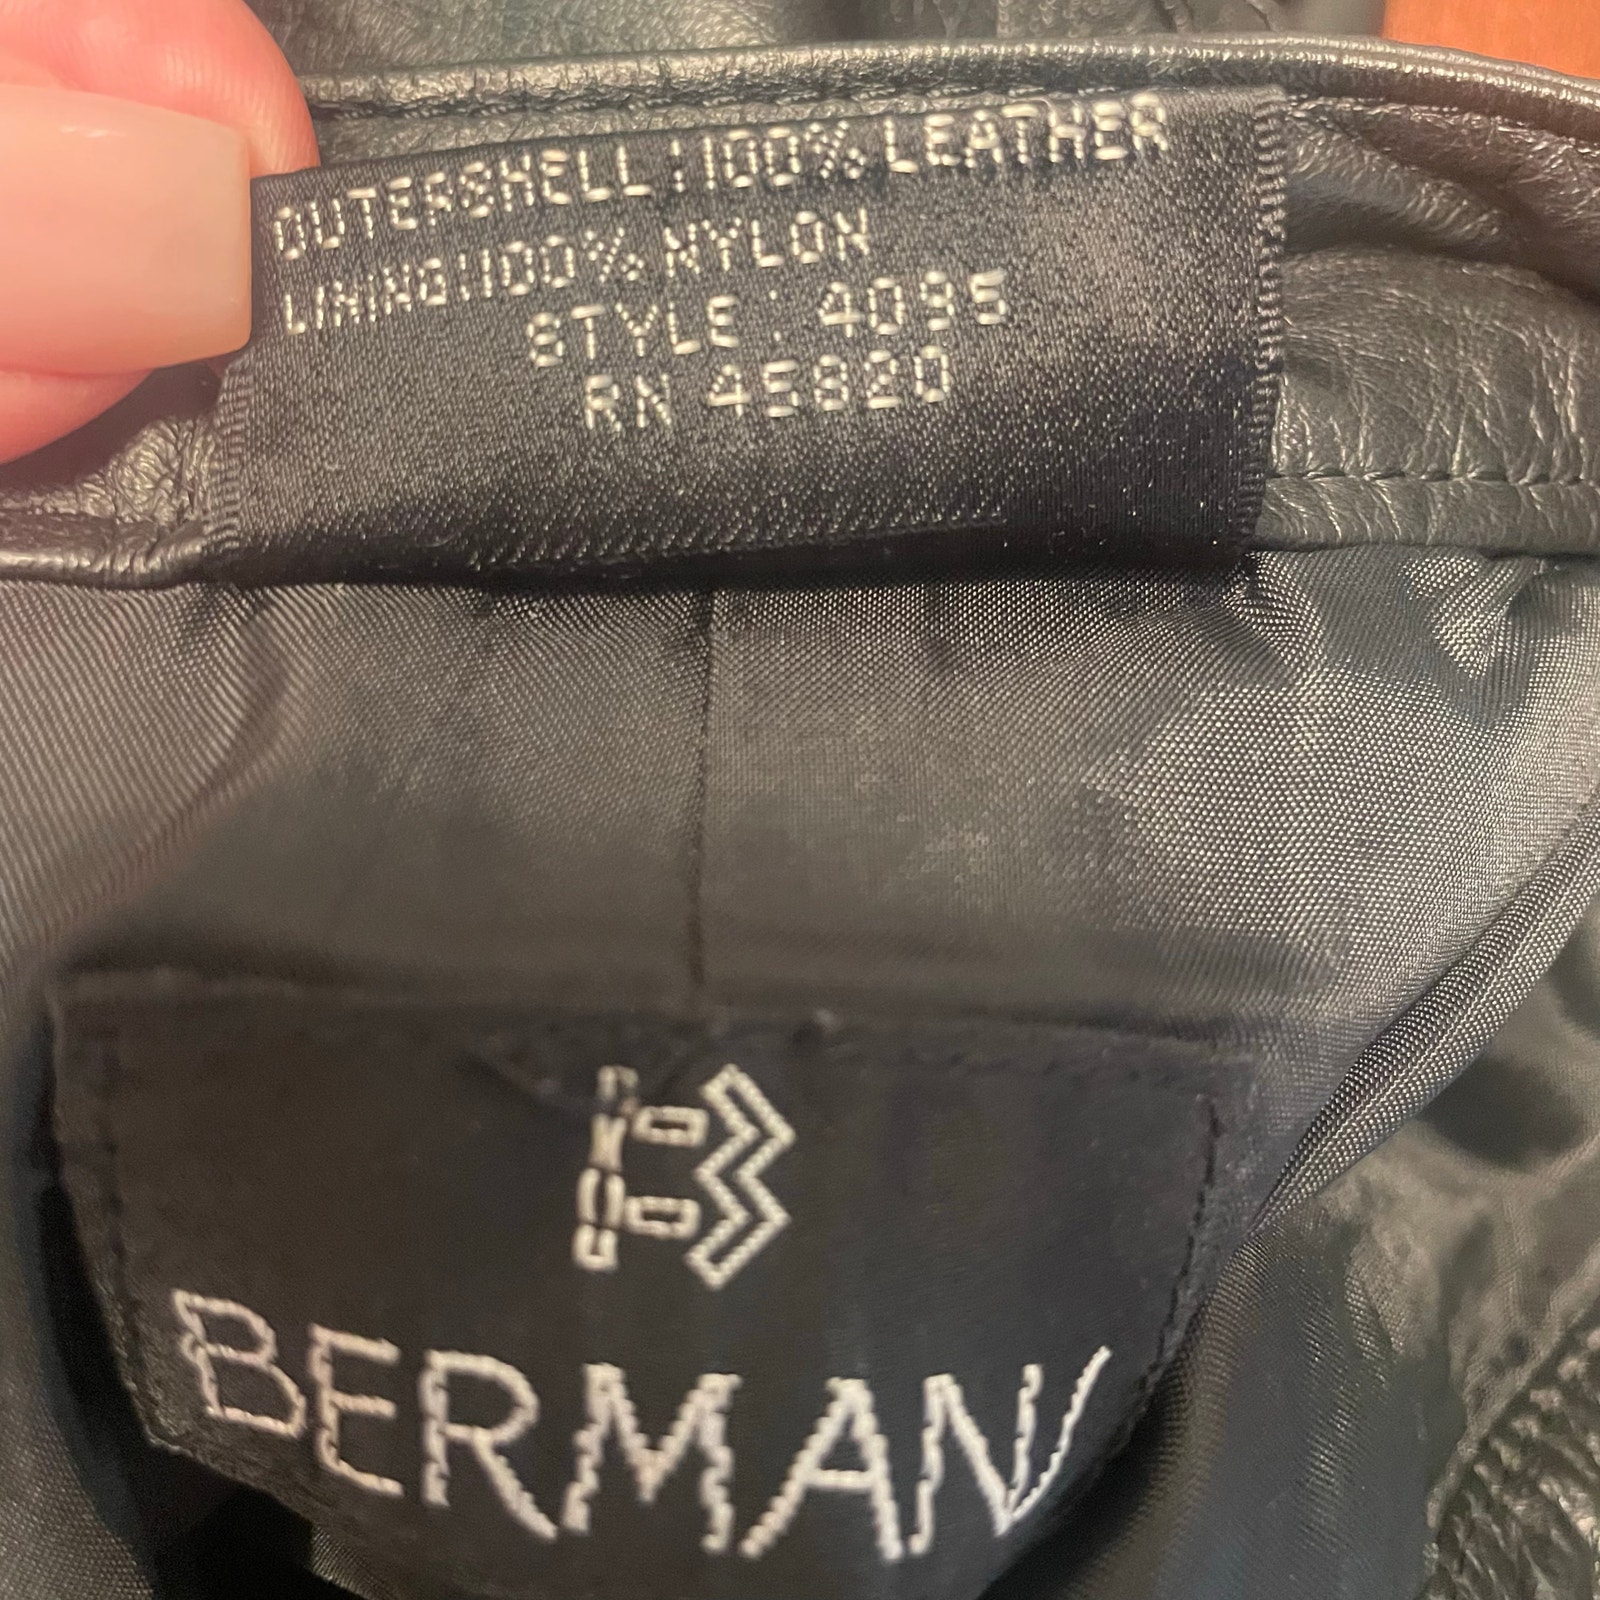 OUTERSHELL:100% LEATHER
LINING:100% NYLON
STYLE : 4095
RN 45820
B
BERMAN